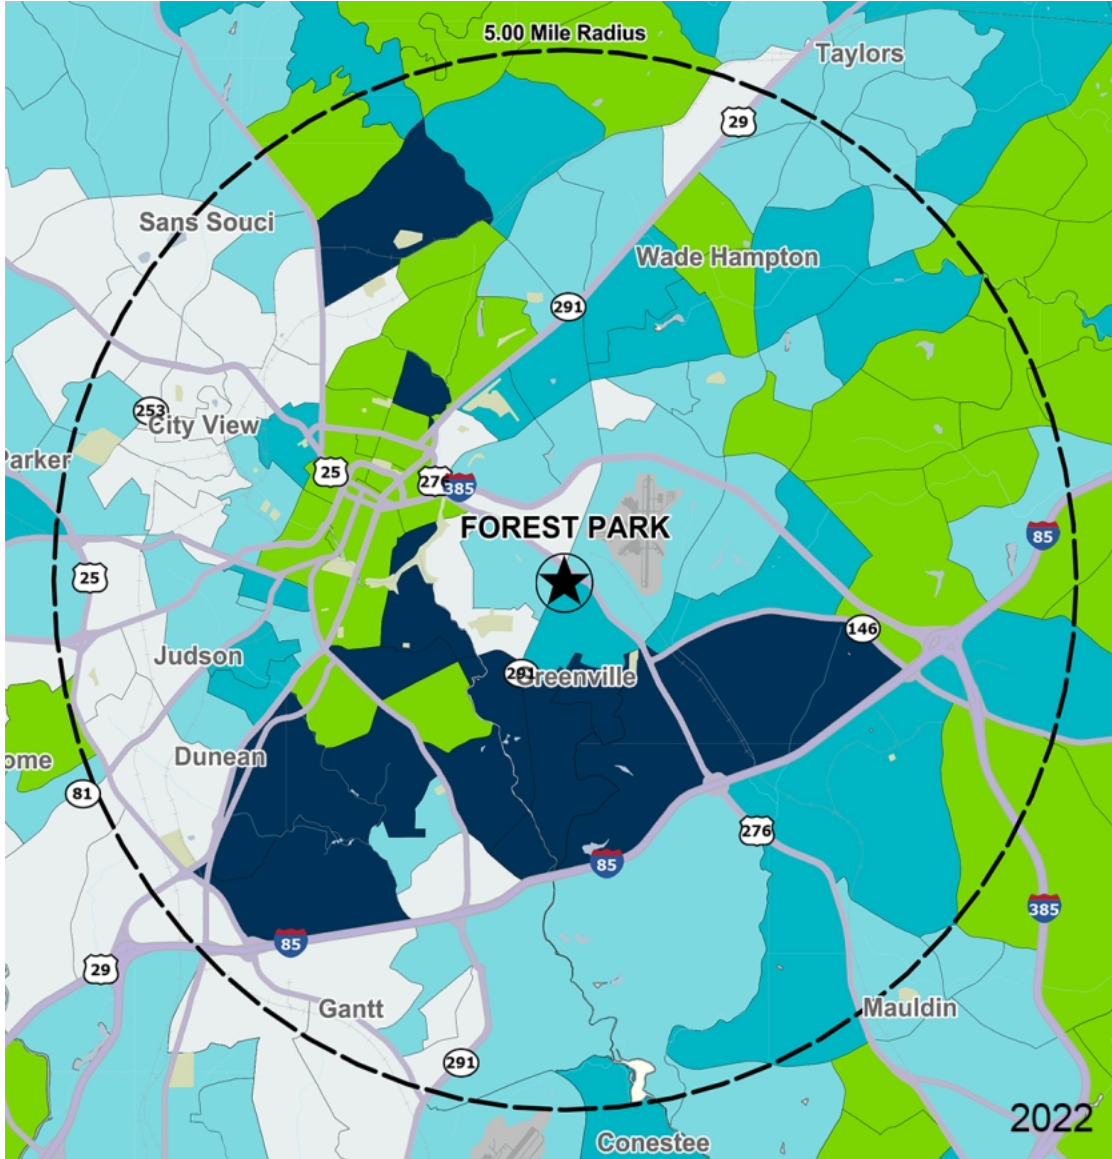 5.00 Mile Radius
Taylors
29
Sans Souci
Wade Hampton
291
253
City View
Parker
25
276
385
FOREST PARK
85
25
146
Judson
291
Greenville
Dunean
ome
81
276
85
385
85
29
Gantt
Mauldin
291
2022
Conestee